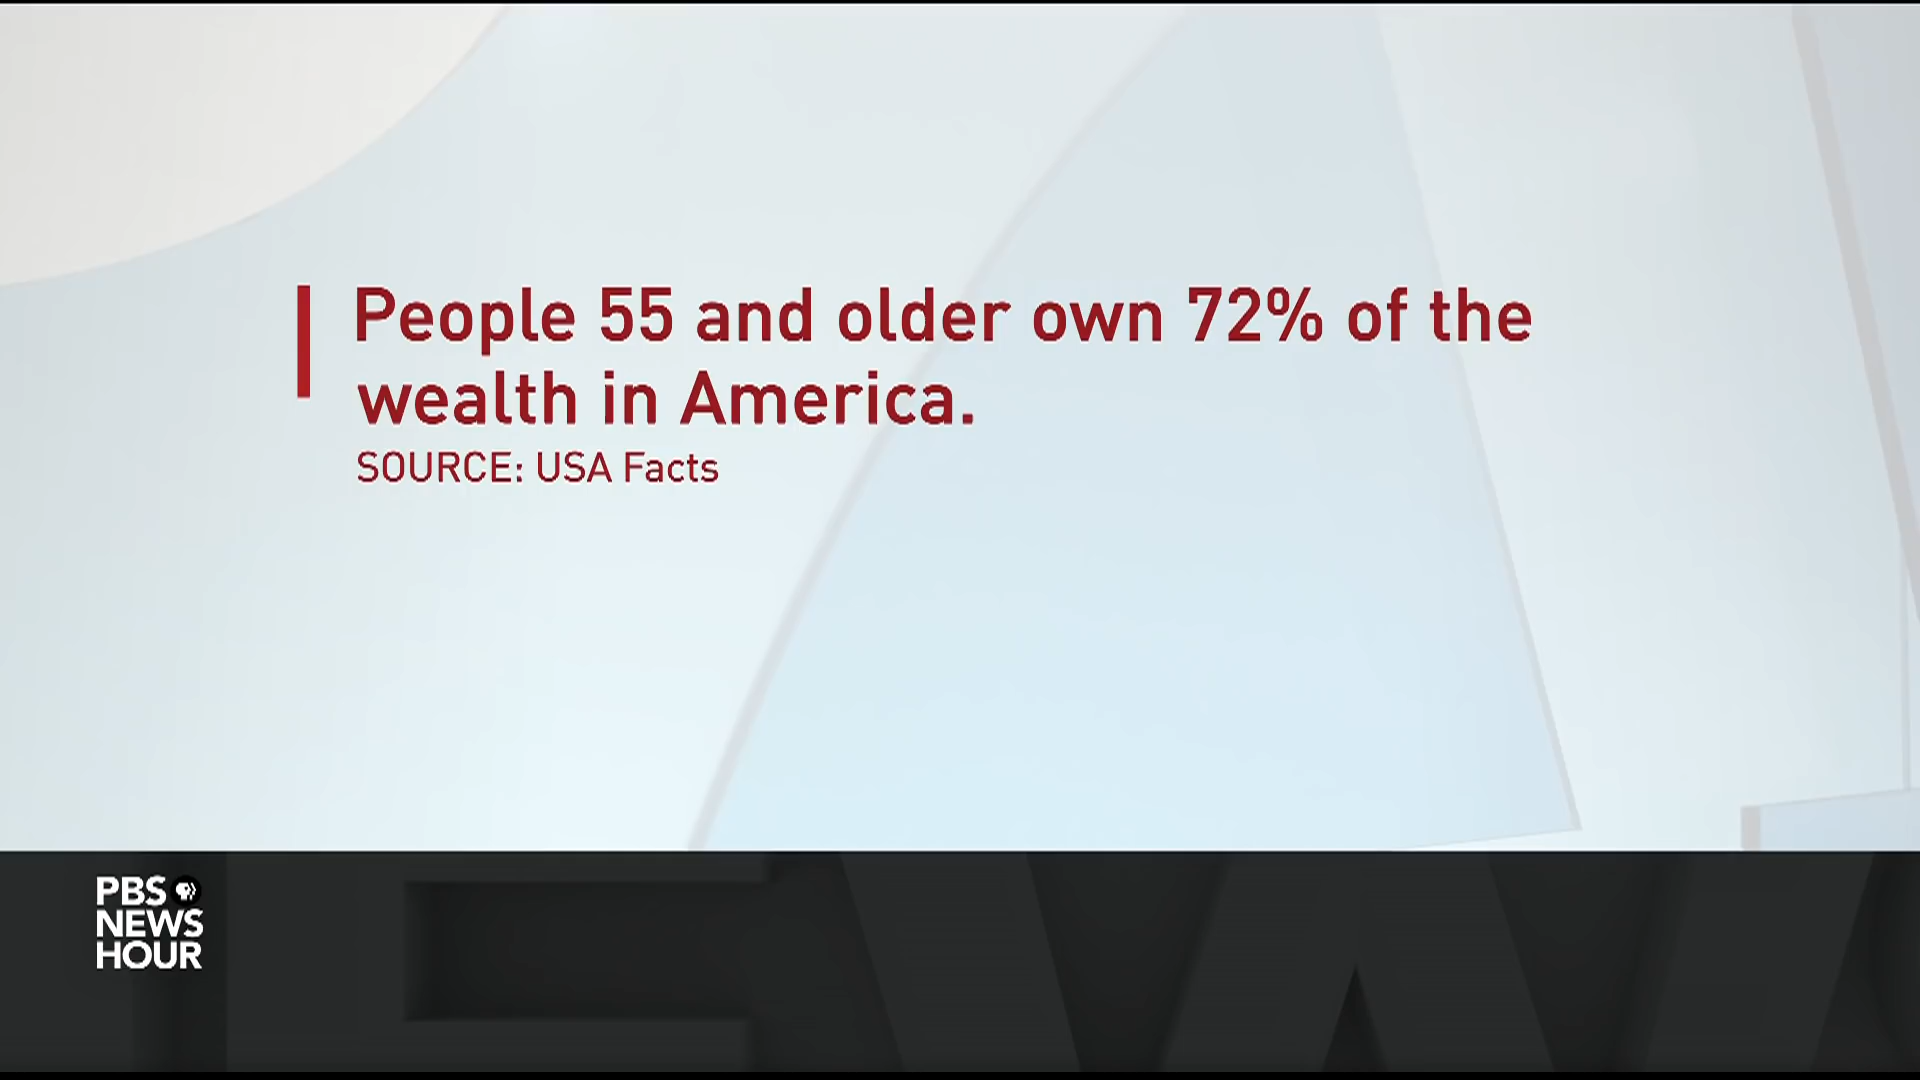 People 55 and older own 72% of the
wealth in America.
SOURCE: USA Facts
PBS
NEWS
HOUR